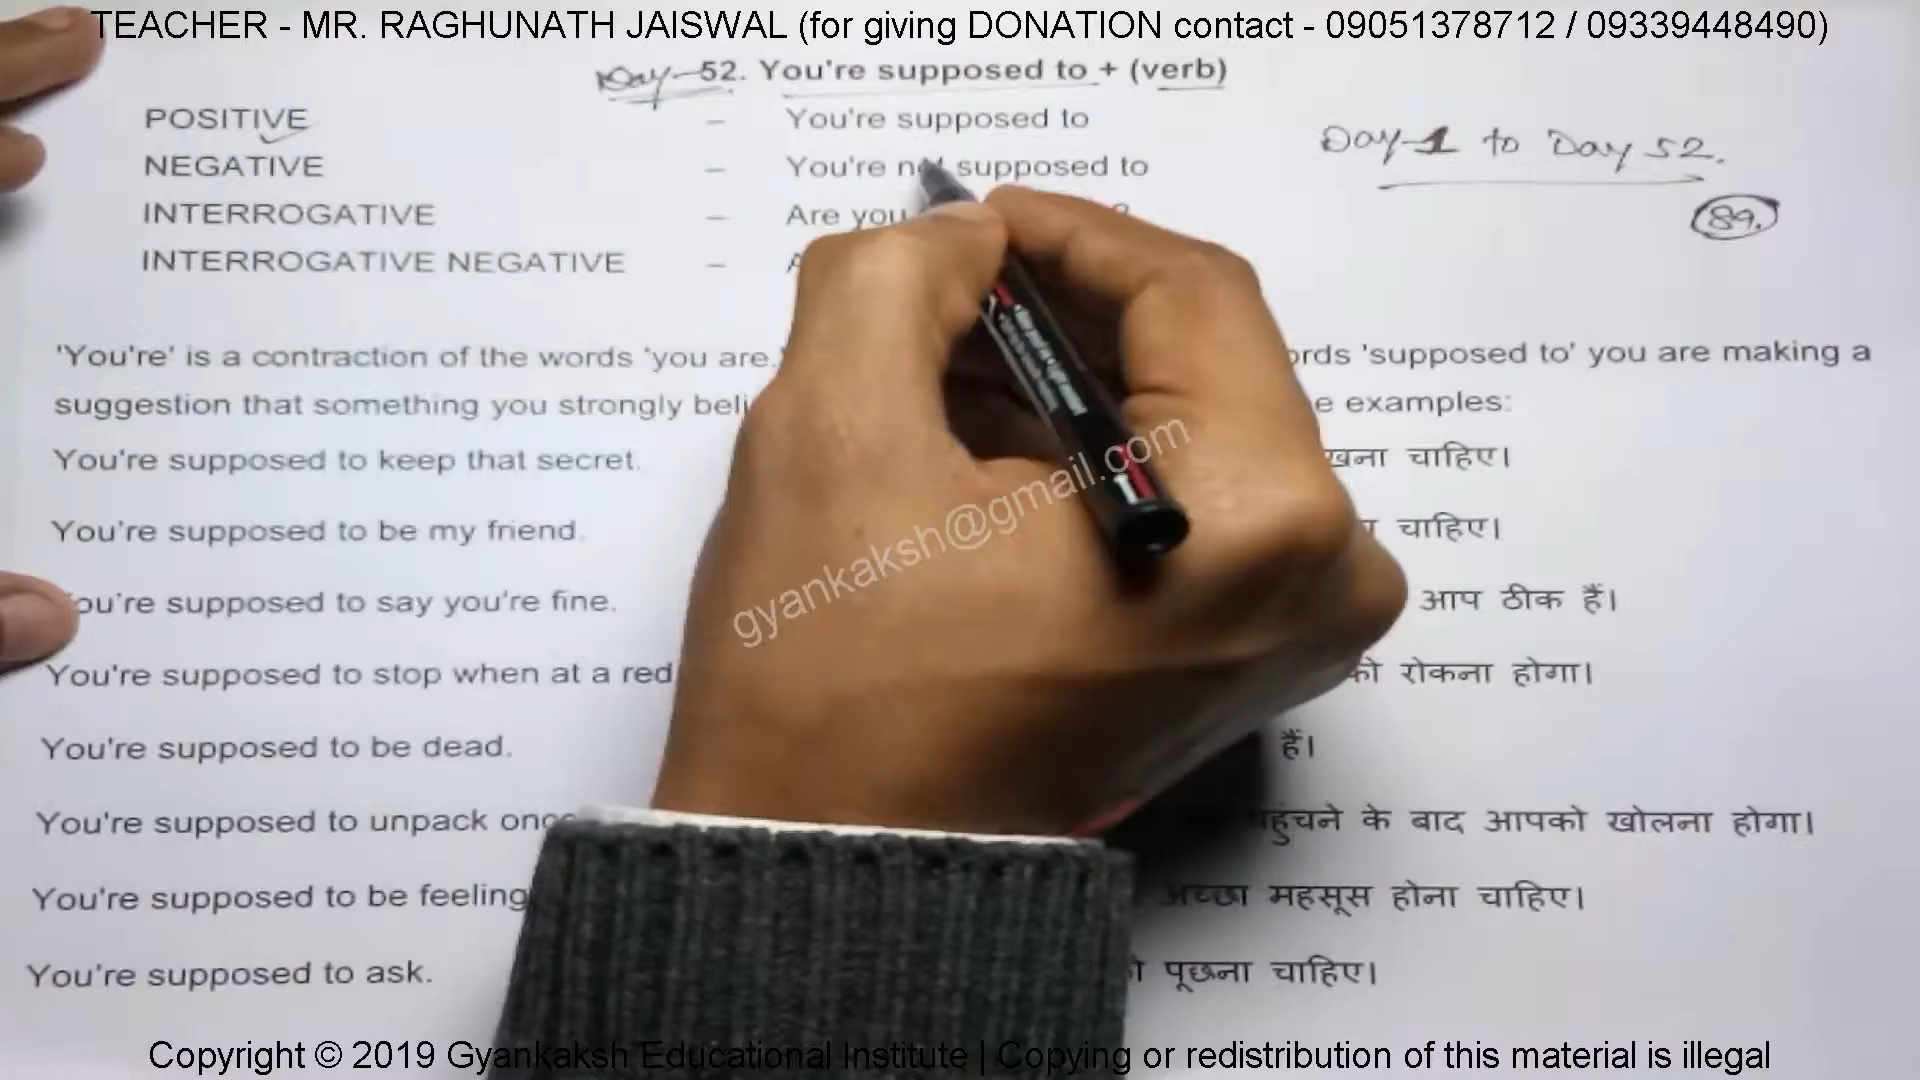 TEACHER - MR. RAGHUNATH JAISWAL (for giving DONATION contact - 09051378712 / 09339448490)
Day-52. You're supposed to + (verb)
POSITIVE – You're supposed to
NEGATIVE – You're not supposed to
INTERROGATIVE – Are you
INTERROGATIVE NEGATIVE –
Day-1 to Day 52.
89.
'You're' is a contraction of the words 'you are. 'supposed to' you are making a
suggestion that something you strongly examples:
You're supposed to keep that secret. चाहिए।
You're supposed to be my friend. चाहिए।
You're supposed to say you're fine. आप ठीक हैं।
You're supposed to stop when at a red रोकना होगा।
You're supposed to be dead. हैं।
You're supposed to unpack के बाद आपको खोलना होगा।
You're supposed to be feeling अच्छा महसूस होना चाहिए।
You're supposed to ask. पूछना चाहिए।
gyankaksh@gmail.com
Copyright © 2019 Gyankaksh Educational Institute | Copying or redistribution of this material is illegal